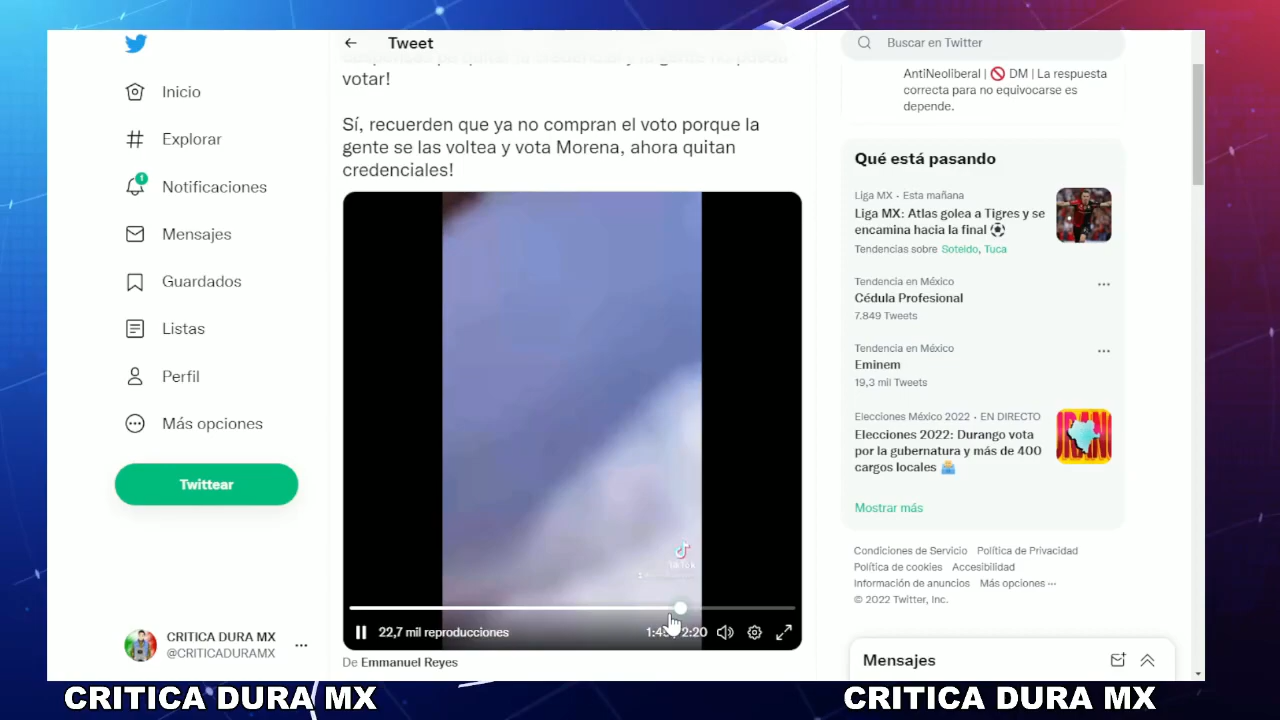 Tweet
votar!
Sí, recuerden que ya no compran el voto porque la
gente se las voltea y vota Morena, ahora quitan
credenciales!
Inicio
Explorar
1
Notificaciones
Mensajes
Guardados
Listas
Perfil
Más opciones
Twittear
CRITICA DURA MX
@CRITICADURAMX
TikTok
22,7 mil reproducciones
2:20
De Emmanuel Reyes
Buscar en Twitter
AntiNeoliberal | 🚫 DM | La respuesta
correcta para no equivocarse es
depende.
Qué está pasando
Liga MX · Esta mañana
Liga MX: Atlas golea a Tigres y se
encamina hacia la final ⚽
Tendencias sobre Soteldo, Tuca
Tendencia en México
Cédula Profesional
7.849 Tweets
Tendencia en México
Eminem
19,3 mil Tweets
Elecciones México 2022 · EN DIRECTO
Elecciones 2022: Durango vota
por la gubernatura y más de 400
cargos locales 🗳️
Mostrar más
Condiciones de Servicio Política de Privacidad
Política de cookies Accesibilidad
Información de anuncios Más opciones ···
© 2022 Twitter, Inc.
Mensajes
CRITICA DURA MX
CRITICA DURA MX